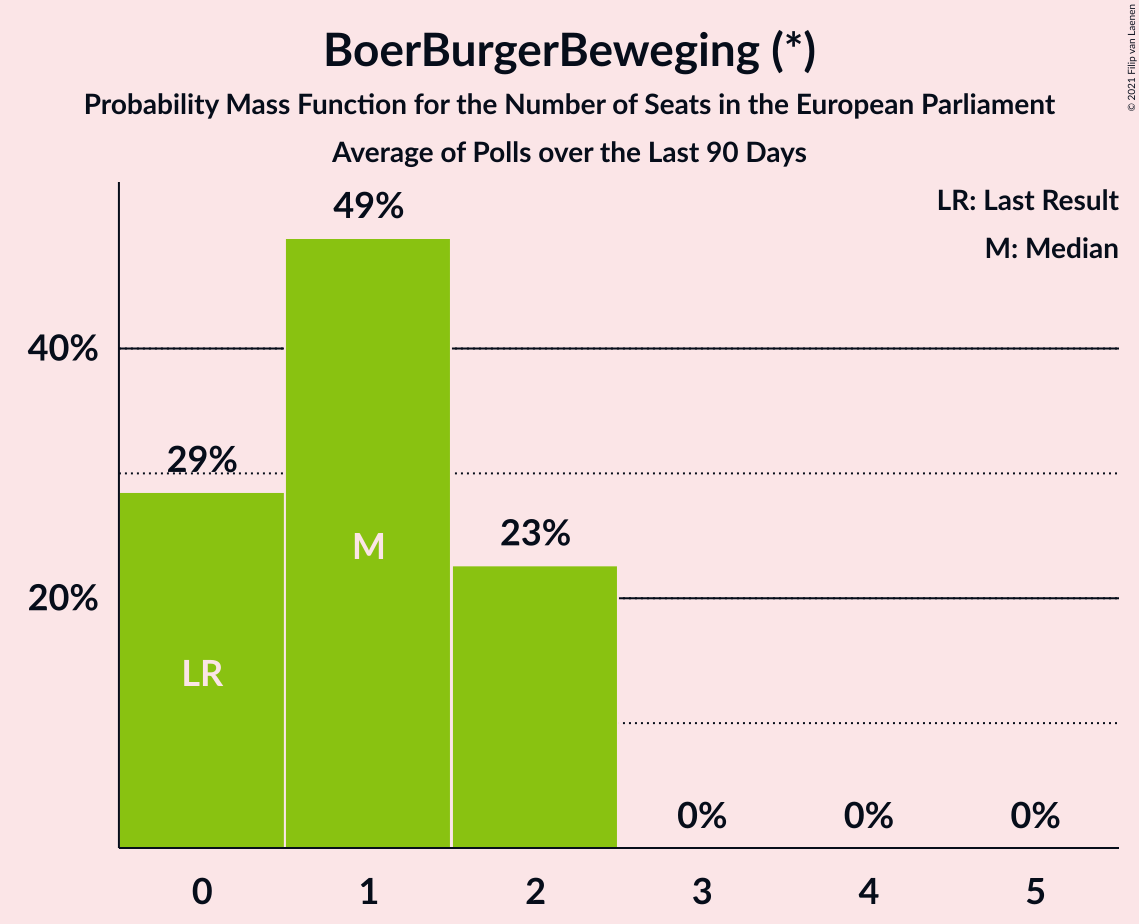 BoerBurgerBeweging (*)
Probability Mass Function for the Number of Seats in the European Parliament
Average of Polls over the Last 90 Days
© 2021 Filip van Laenen
LR: Last Result
M: Median
49%
40%
29%
23%
20%
M
LR
0%
0%
0%
0
1
2
3
4
5